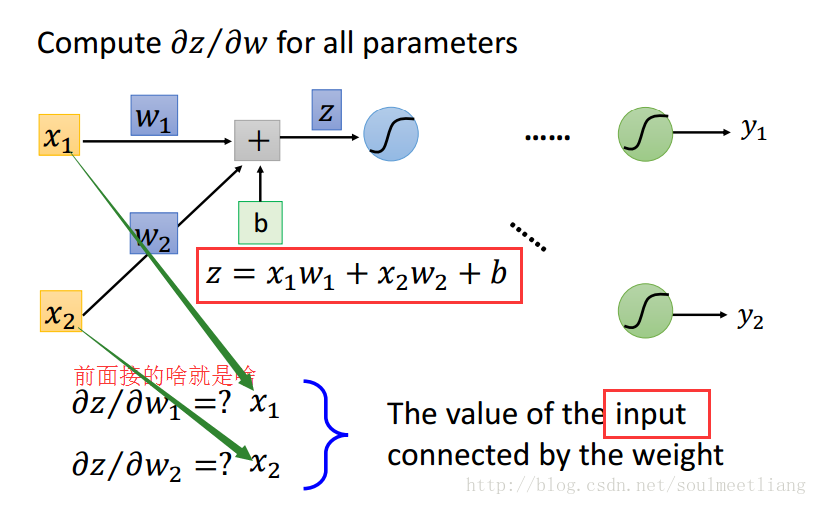 Compute ∂z/∂w for all parameters
x₁
w₁
+
z
……
y₁
w₂
b
z = x₁w₁ + x₂w₂ + b
x₂
y₂
前面接的啥就是啥
∂z/∂w₁ =? x₁
∂z/∂w₂ =? x₂
The value of the input
connected by the weight
http://blog.csdn.net/soulmeetliang